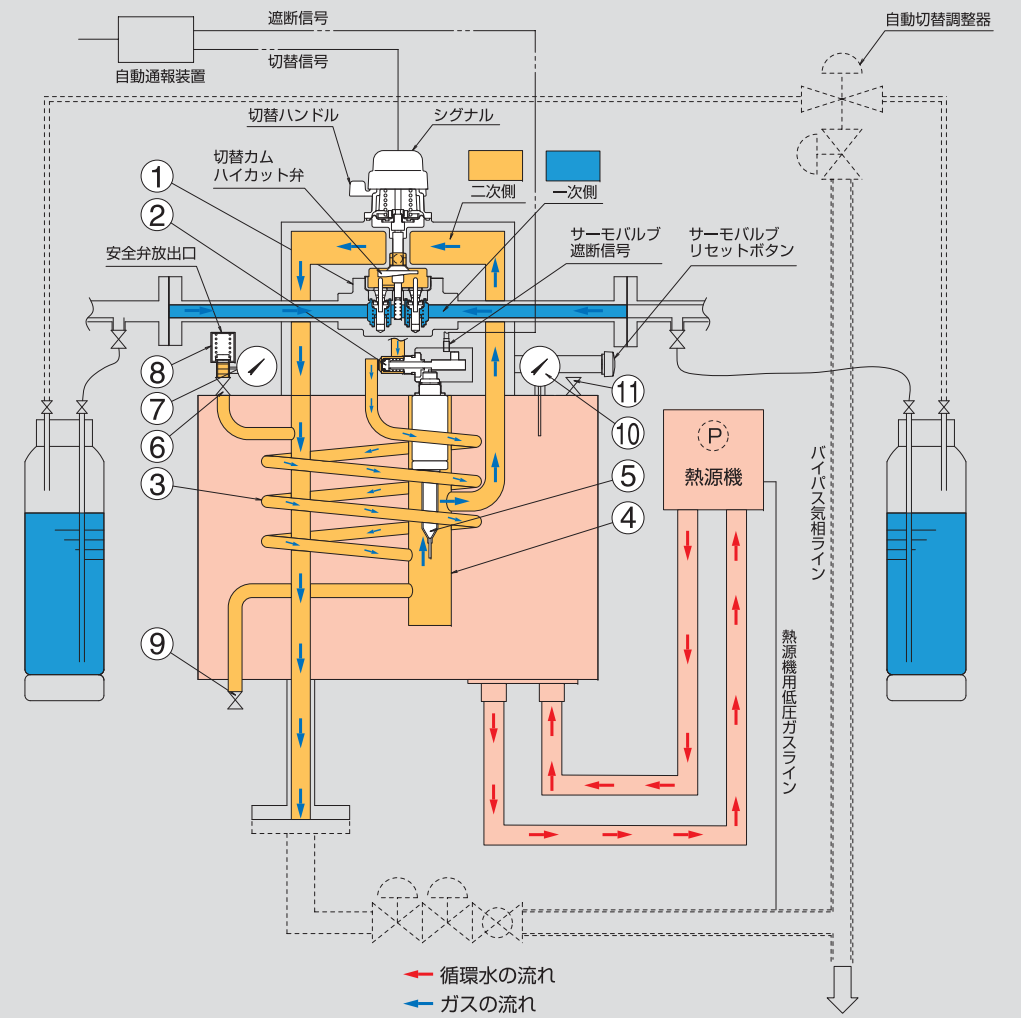 遮断信号
自動切替調整器
切替信号
自動通報装置
切替ハンドル
シグナル
切替カム
ハイカット弁
二次側
一次側
①
②
サーモバルブ
遮断信号
サーモバルブ
リセットボタン
安全弁放出口
⑧
⑦
⑥
③
⑪
⑩
⑤
④
P
熱源機
バイパス気相ライン
⑨
熱源機用低圧ガスライン
循環水の流れ
ガスの流れ